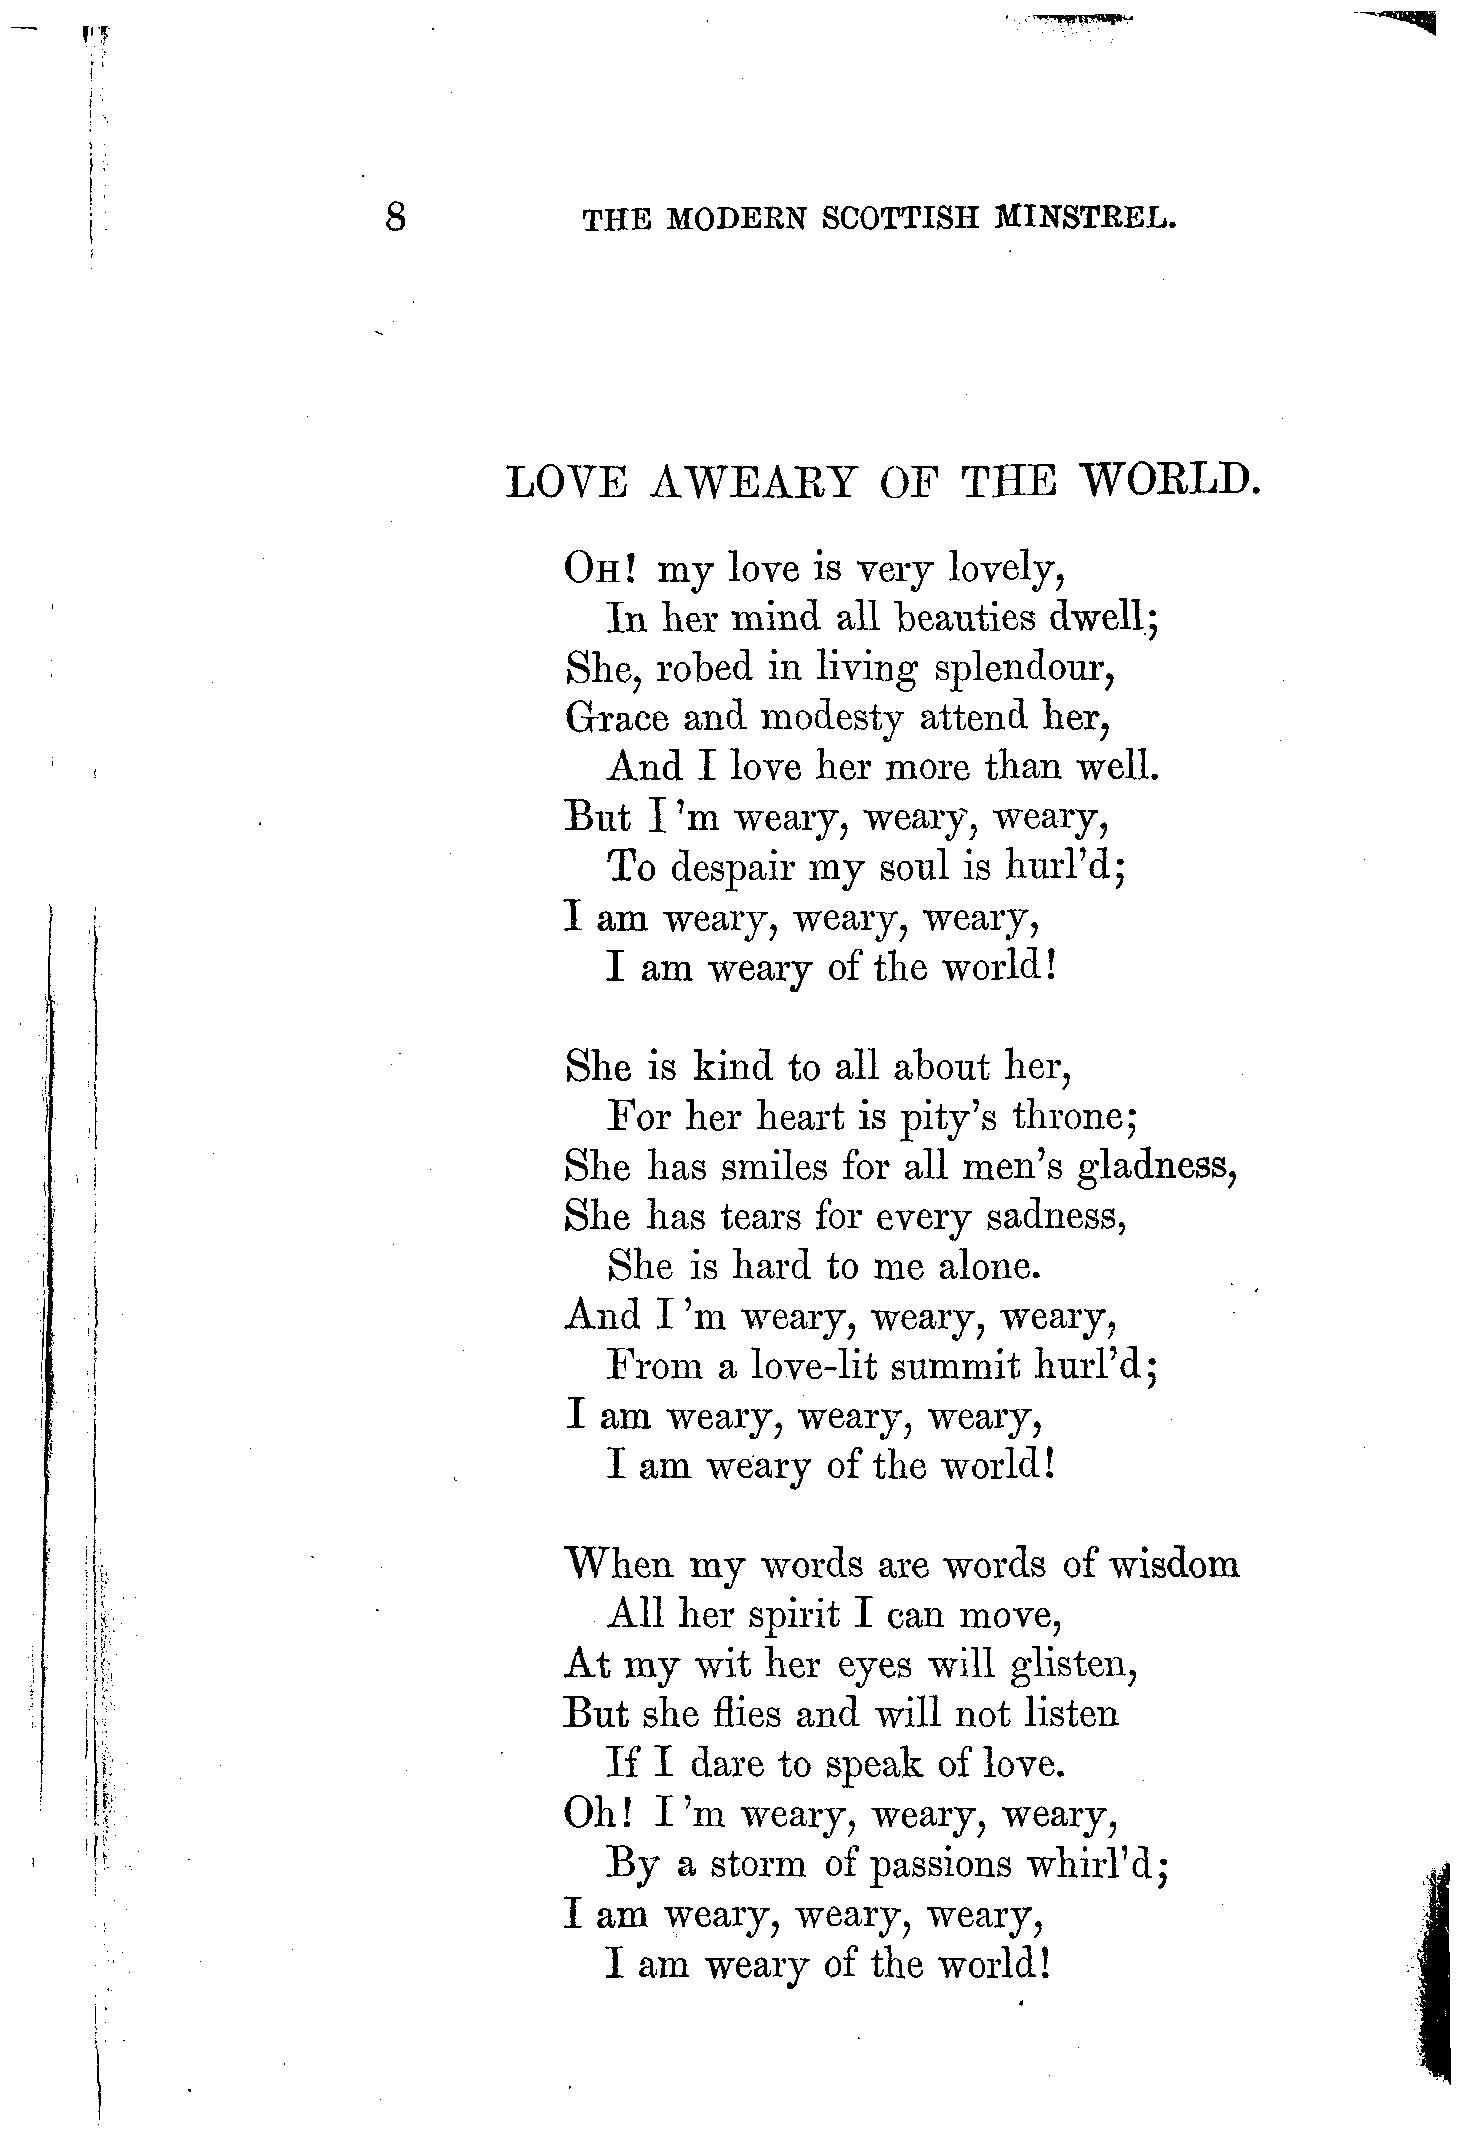 8 THE MODERN SCOTTISH MINSTREL.
LOVE AWEARY OF THE WORLD.
OH! my love is very lovely,
In her mind all beauties dwell;
She, robed in living splendour,
Grace and modesty attend her,
And I love her more than well.
But I 'm weary, weary, weary,
To despair my soul is hurl'd;
I am weary, weary, weary,
I am weary of the world!
She is kind to all about her,
For her heart is pity's throne;
She has smiles for all men's gladness,
She has tears for every sadness,
She is hard to me alone.
And I 'm weary, weary, weary,
From a love-lit summit hurl'd;
I am weary, weary, weary,
I am weary of the world!
When my words are words of wisdom
All her spirit I can move,
At my wit her eyes will glisten,
But she flies and will not listen
If I dare to speak of love.
Oh! I 'm weary, weary, weary,
By a storm of passions whirl'd;
I am weary, weary, weary,
I am weary of the world!